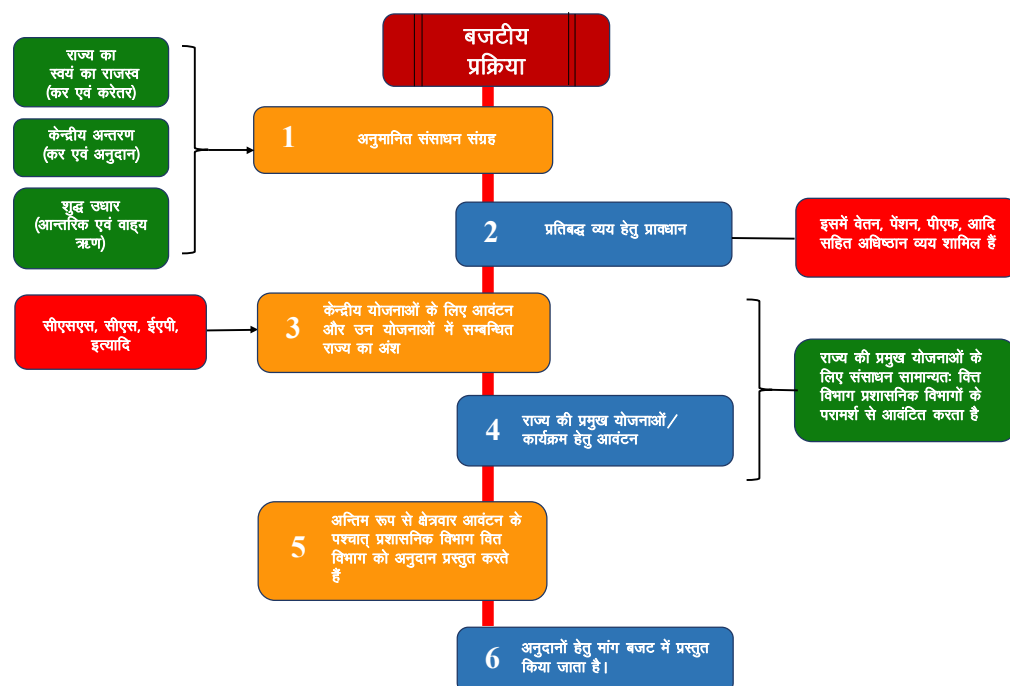 बजटीय
प्रक्रिया
राज्य का
स्वयं का राजस्व
(कर एवं करेतर)
केन्द्रीय अन्तरण
(कर एवं अनुदान)
शुद्ध उधार
(आन्तरिक एवं वाह्य
ऋण)
1
अनुमानित संसाधन संग्रह
2
प्रतिबद्ध व्यय हेतु प्रावधान
इसमें वेतन, पेंशन, पीएफ, आदि
सहित अधिष्ठान व्यय शामिल हैं
सीएसएस, सीएस, ईएपी,
इत्यादि
3
केन्द्रीय योजनाओं के लिए आवंटन
और उन योजनाओं में सम्बन्धित
राज्य का अंश
4
राज्य की प्रमुख योजनाओं/
कार्यक्रम हेतु आवंटन
राज्य की प्रमुख योजनाओं के
लिए संसाधन सामान्यतः वित्त
विभाग प्रशासनिक विभागों के
परामर्श से आवंटित करता है
5
अन्तिम रूप से क्षेत्रवार आवंटन के
पश्चात् प्रशासनिक विभाग वित
विभाग को अनुदान प्रस्तुत करते
हैं
6
अनुदानों हेतु मांग बजट में प्रस्तुत
किया जाता है।